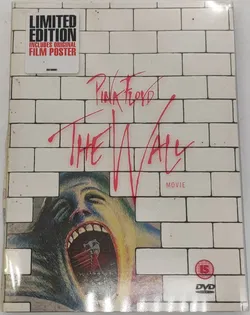 LIMITED
EDITION
INCLUDES ORIGINAL
FILM POSTER
PINK FLOYD
THE WALL
MOVIE
15
DVD